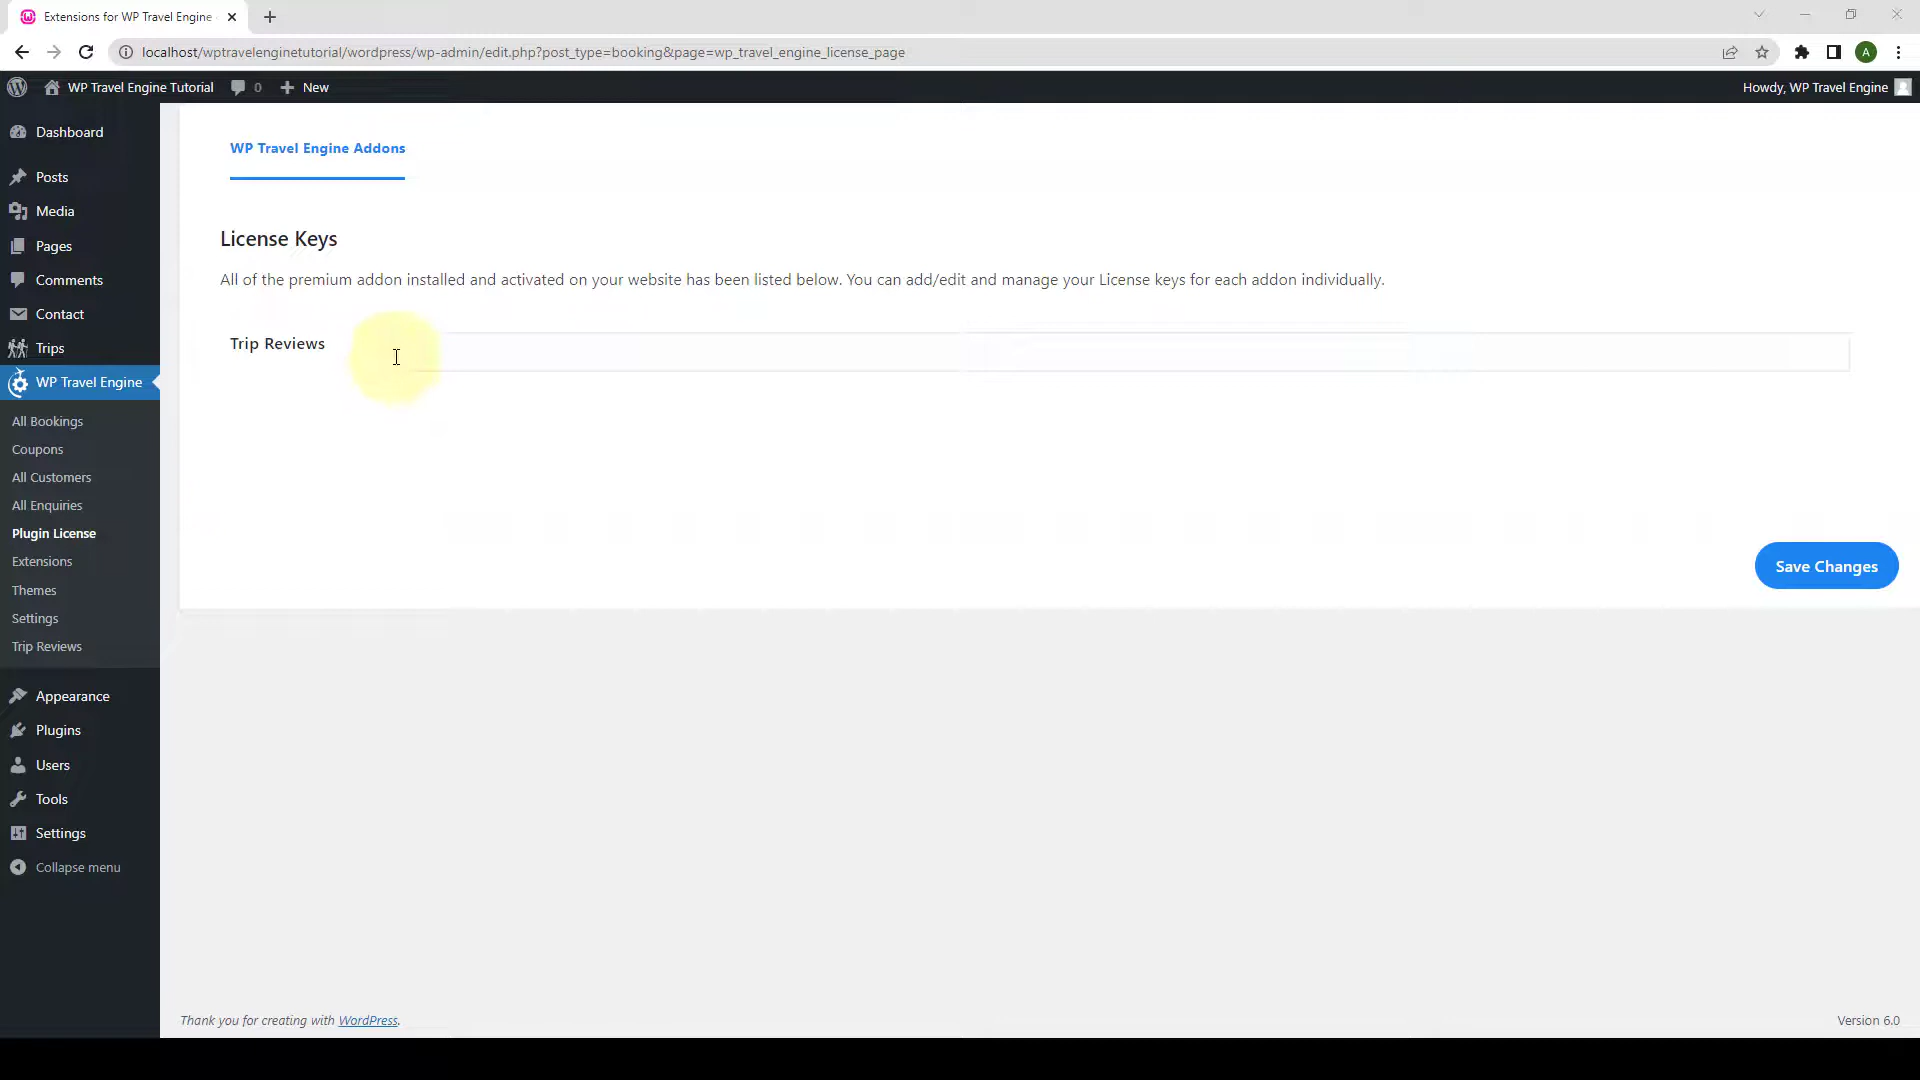 Extensions for WP Travel Engine
localhost/wptravelenginetutorial/wordpress/wp-admin/edit.php?post_type=booking&page=wp_travel_engine_license_page
A
WP Travel Engine Tutorial
0
New
Howdy, WP Travel Engine
Dashboard
Posts
Media
Pages
Comments
Contact
Trips
WP Travel Engine
All Bookings
Coupons
All Customers
All Enquiries
Plugin License
Extensions
Themes
Settings
Trip Reviews
Appearance
Plugins
Users
Tools
Settings
Collapse menu
WP Travel Engine Addons
License Keys
All of the premium addon installed and activated on your website has been listed below. You can add/edit and manage your License keys for each addon individually.
Trip Reviews
Save Changes
Thank you for creating with WordPress.
Version 6.0